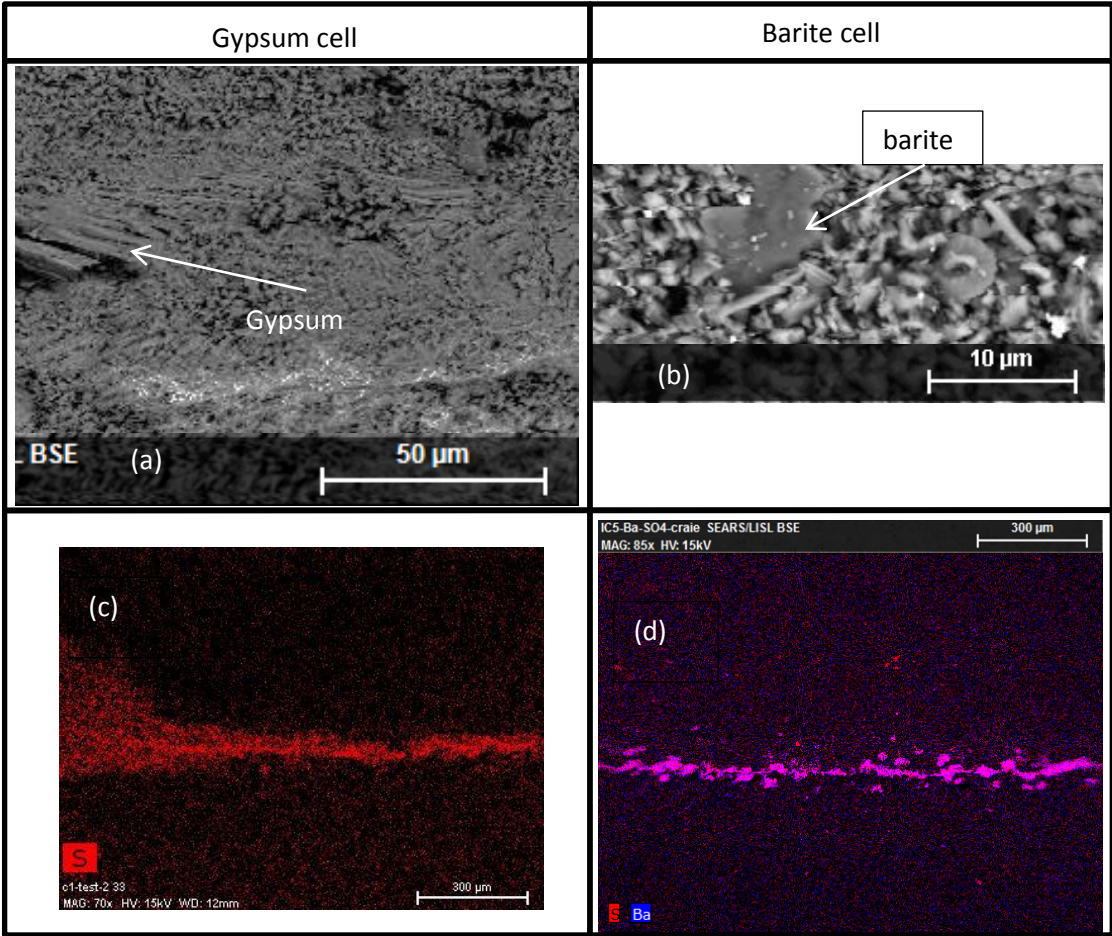 Gypsum cell
Barite cell
Gypsum
L BSE
(a)
50 µm
barite
(b)
10 µm
(c)
S
c1-test-2 33
MAG: 70x HV: 15kV WD: 12mm
300 µm
IC5-Ba-SO4-craie SEARS/LISL BSE
MAG: 85x HV: 15kV
300 µm
(d)
S Ba